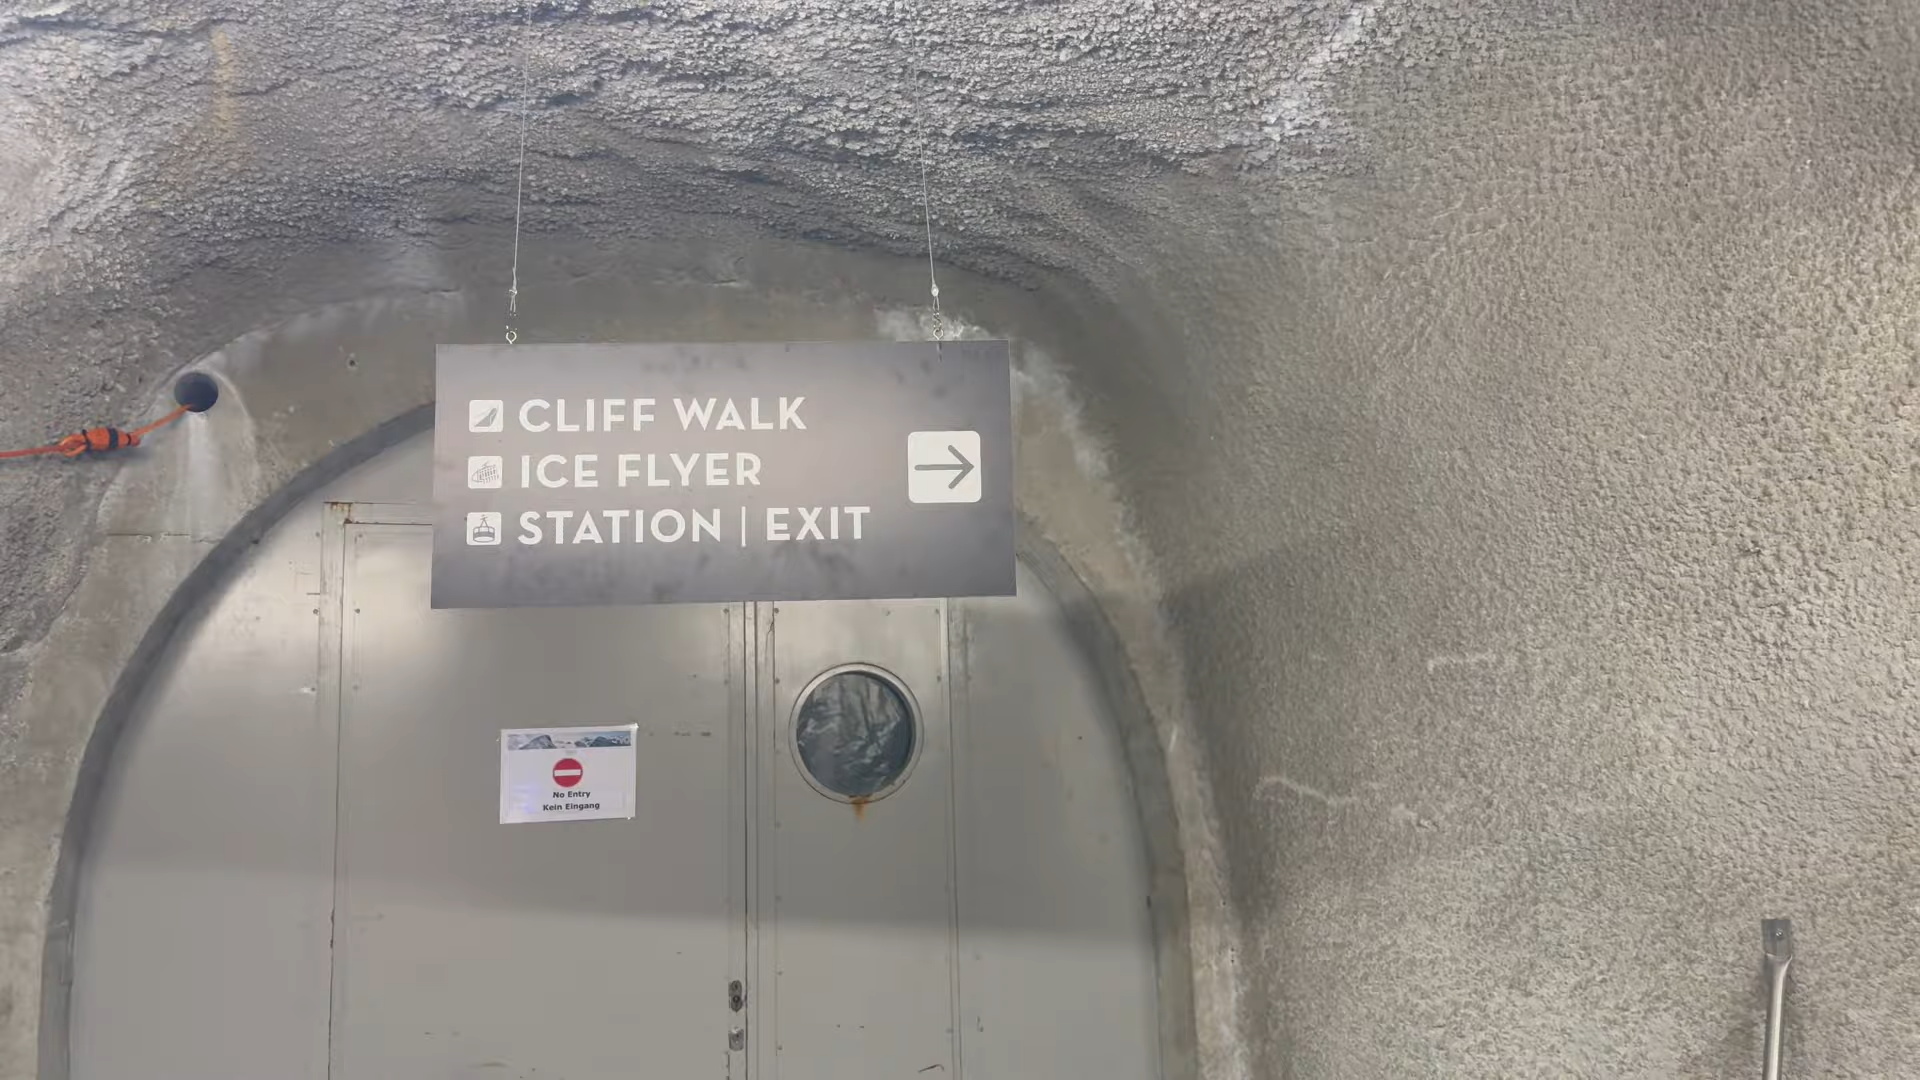 CLIFF WALK
ICE FLYER
STATION | EXIT
No Entry
Kein Eingang